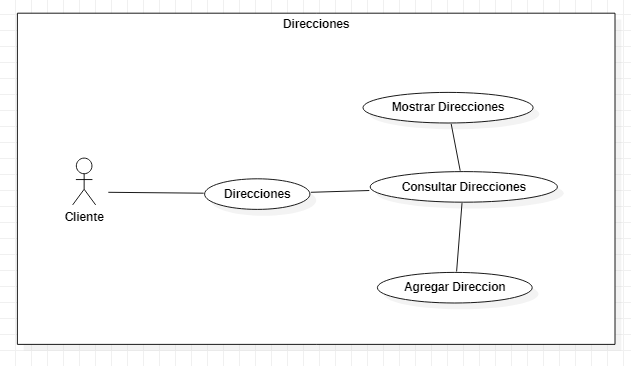 Direcciones
Mostrar Direcciones
Direcciones
Consultar Direcciones
Cliente
Agregar Direccion